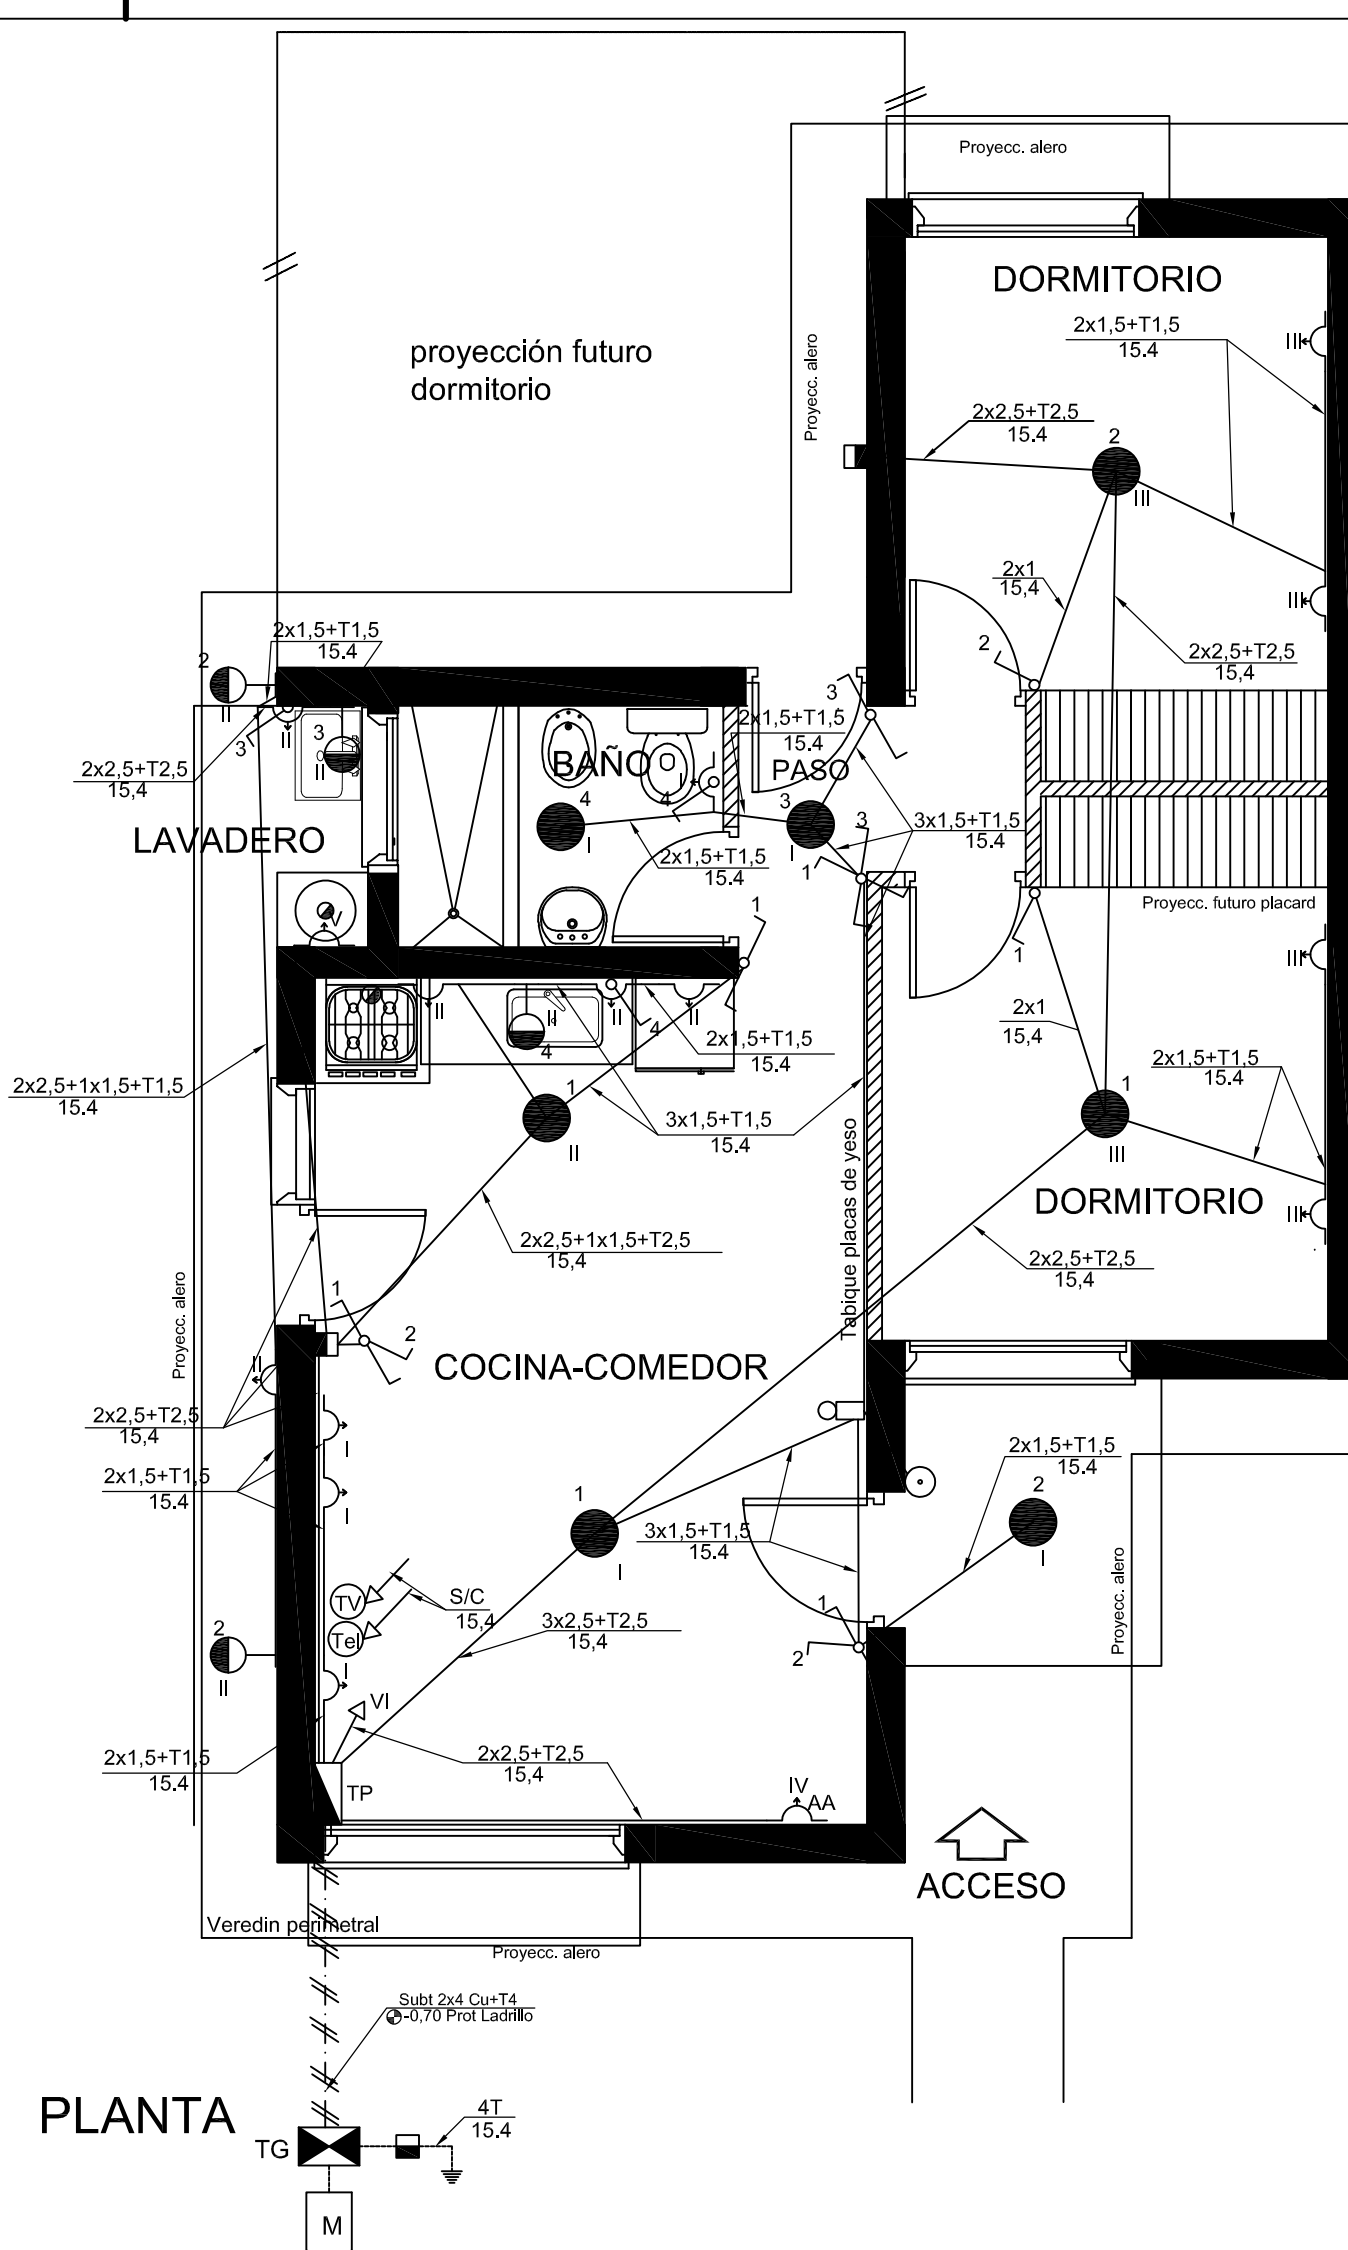 Proyecc. alero
DORMITORIO
2x1,5+T1,5
15.4
III
proyección futuro
dormitorio
Proyecc. alero
2x2,5+T2,5
15.4
2
III
2x1
15,4
III
2x1,5+T1,5
15.4
2
2
2x2,5+T2,5
15,4
II
3
II
3
II
3
2x1,5+T1,5
15.4
2x2,5+T2,5
15,4
BAÑO
I
PASO
4
4
3
I
I
3
3x1,5+T1,5
15.4
LAVADERO
2x1,5+T1,5
15.4
1
Proyecc. futuro placard
V
1
1
III
II
II
II
II
4
4
2x1
15,4
2x1,5+T1,5
15.4
2x1,5+T1,5
15.4
2x2,5+1x1,5+T1,5
15.4
1
II
3x1,5+T1,5
15.4
1
III
Tabique placas de yeso
DORMITORIO
III
2x2,5+1x1,5+T2,5
15,4
2x2,5+T2,5
15,4
Proyecc. alero
1
2
II
COCINA-COMEDOR
2x2,5+T2,5
15,4
I
2x1,5+T1,5
15.4
2x1,5+T1,5
15.4
I
1
I
2
I
3x1,5+T1,5
15.4
Proyecc. alero
TV
S/C
15,4
Tel
I
1
2
3x2,5+T2,5
15,4
2
II
VI
2x1,5+T1,5
15.4
2x2,5+T2,5
15,4
TP
IV
AA
ACCESO
Veredin perimetral
Proyecc. alero
Subt 2x4 Cu+T4
-0,70 Prot Ladrillo
PLANTA
TG
4T
15.4
M